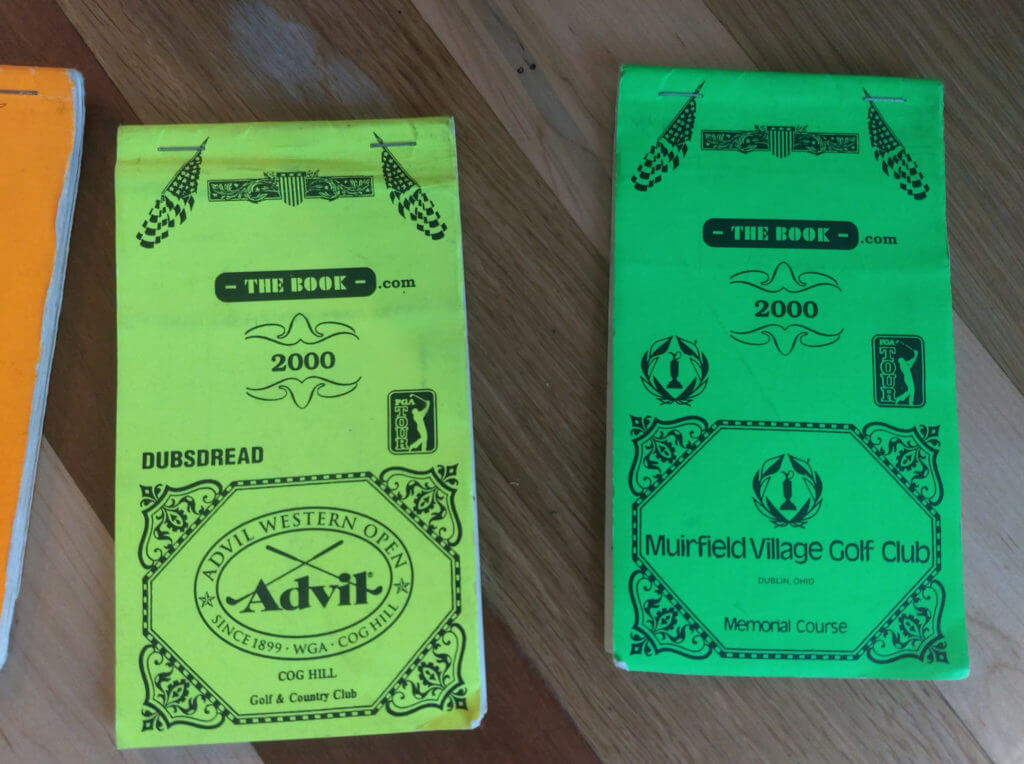 - THE BOOK -.com
2000
PGA
TOUR
DUBSDREAD
ADVIL WESTERN OPEN
Advil®
SINCE 1899 · WGA · COG HILL
COG HILL
Golf & Country Club
- THE BOOK -.com
2000
PGA
TOUR
Muirfield Village Golf Club
DUBLIN, OHIO
Memorial Course